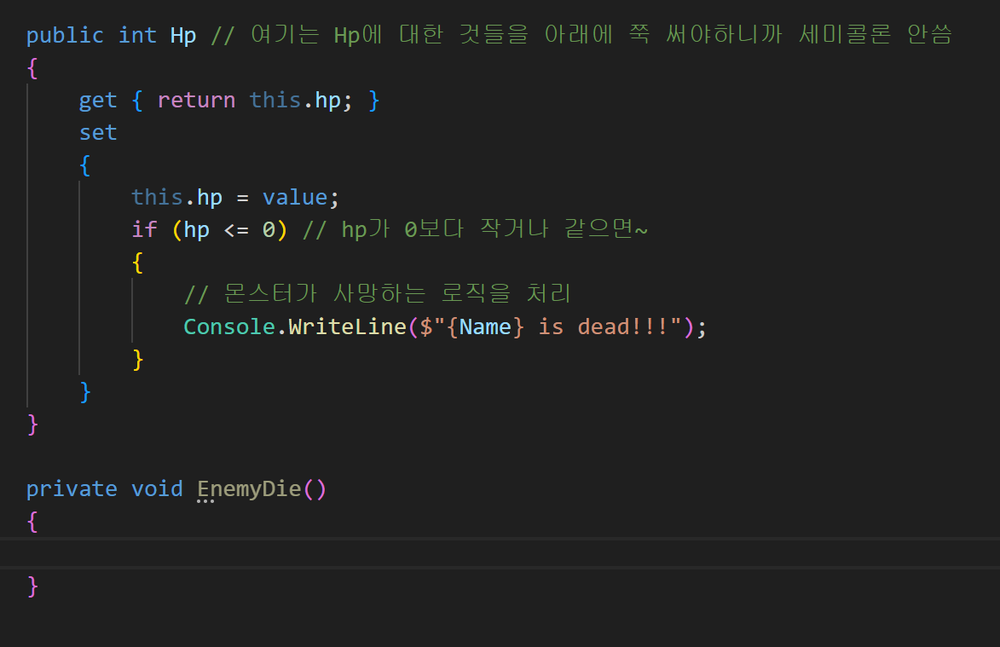 public int Hp // 여기는 Hp에 대한 것들을 아래에 쭉 써야하니까 세미콜론 안씀
{
get { return this.hp; }
set
{
this.hp = value;
if (hp <= 0) // hp가 0보다 작거나 같으면~
{
// 몬스터가 사망하는 로직을 처리
Console.WriteLine($"{Name} is dead!!!");
}
}
}
private void EnemyDie()
{
}